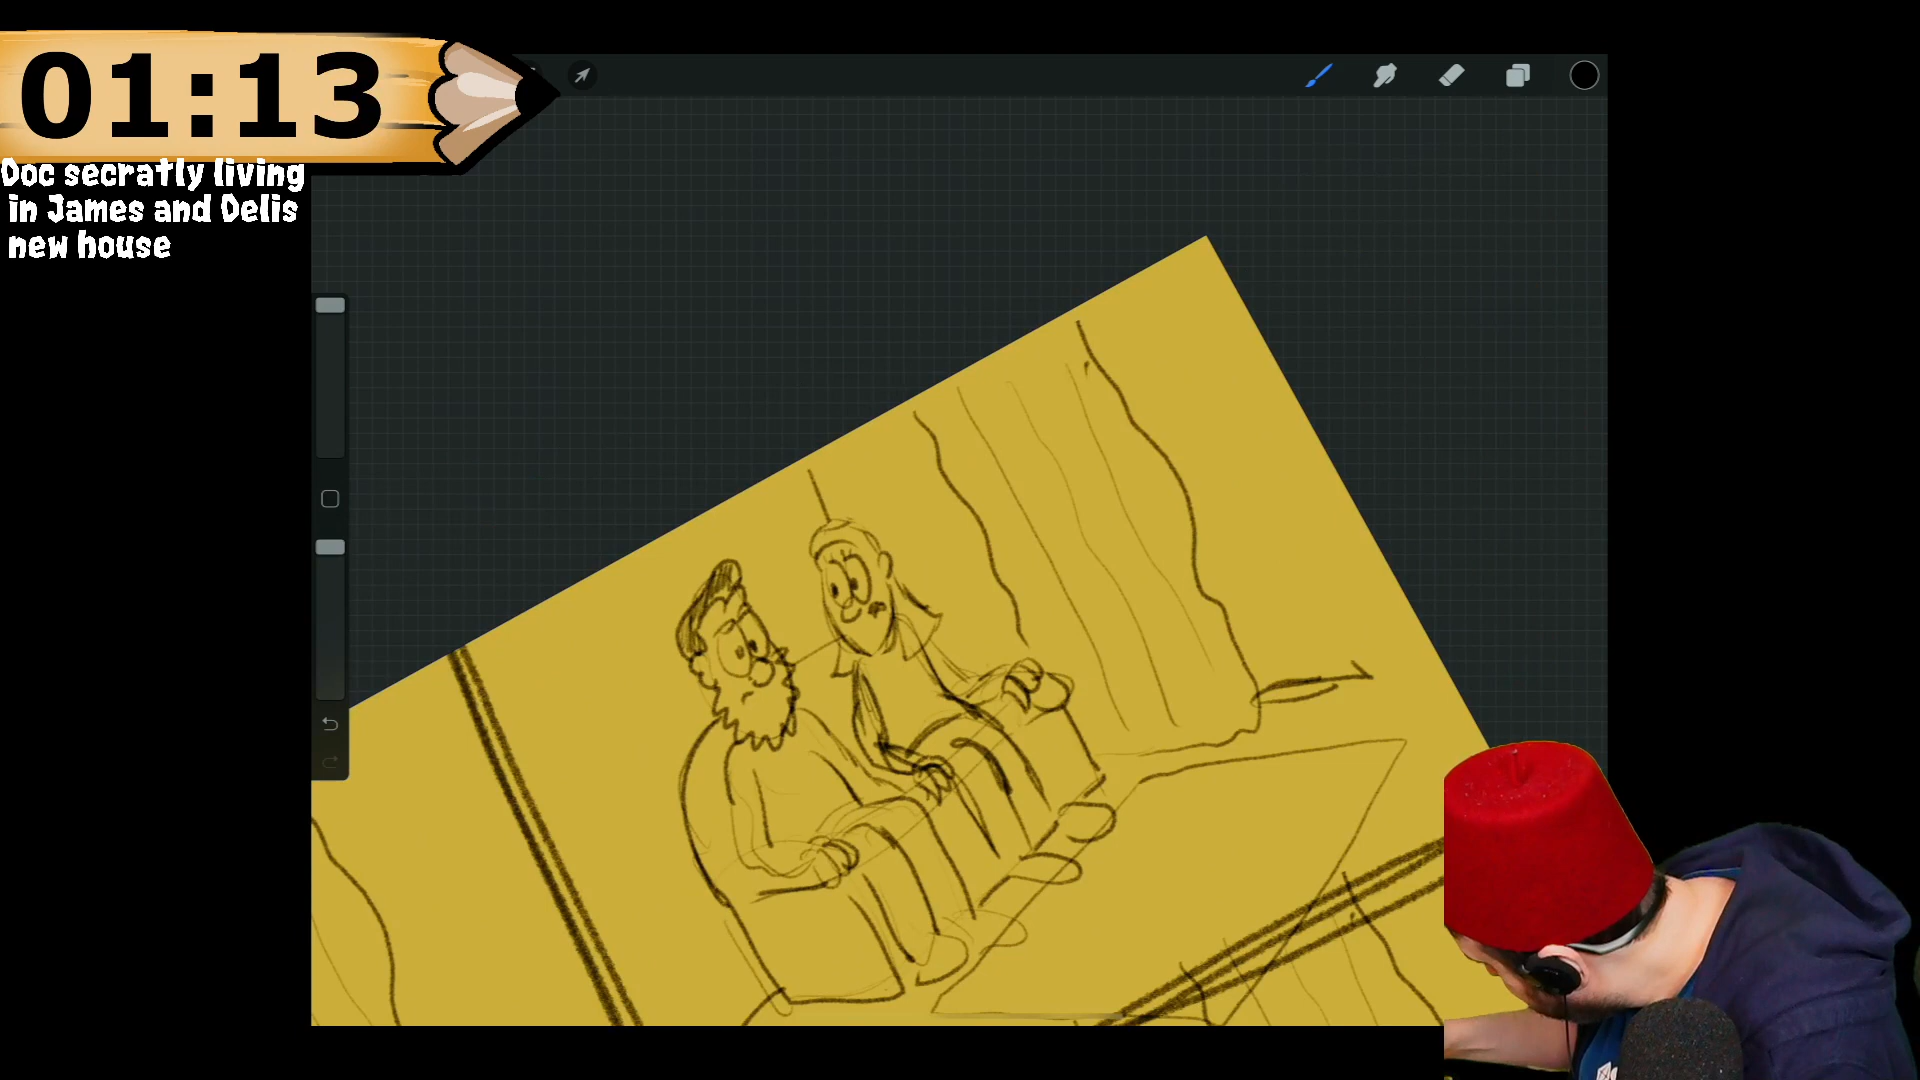 01:13
Doc secratly living
in James and Delis
new house